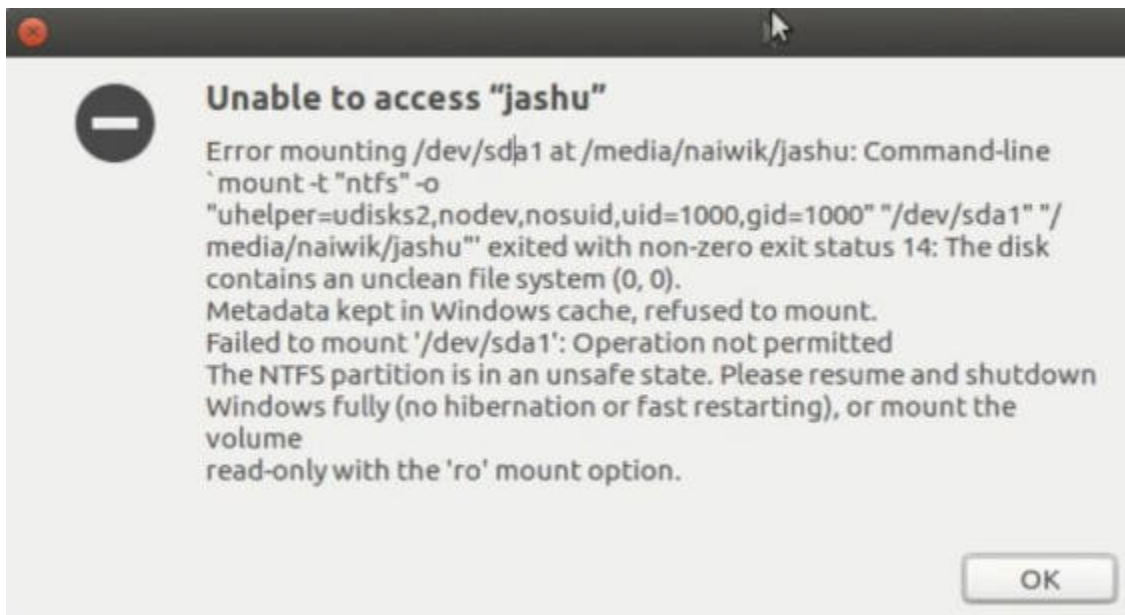 Unable to access “jashu”
Error mounting /dev/sda1 at /media/naiwik/jashu: Command-line
`mount -t "ntfs" -o
"uhelper=udisks2,nodev,nosuid,uid=1000,gid=1000" "/dev/sda1" "/
media/naiwik/jashu"' exited with non-zero exit status 14: The disk
contains an unclean file system (0, 0).
Metadata kept in Windows cache, refused to mount.
Failed to mount '/dev/sda1': Operation not permitted
The NTFS partition is in an unsafe state. Please resume and shutdown
Windows fully (no hibernation or fast restarting), or mount the
volume
read-only with the 'ro' mount option.
OK